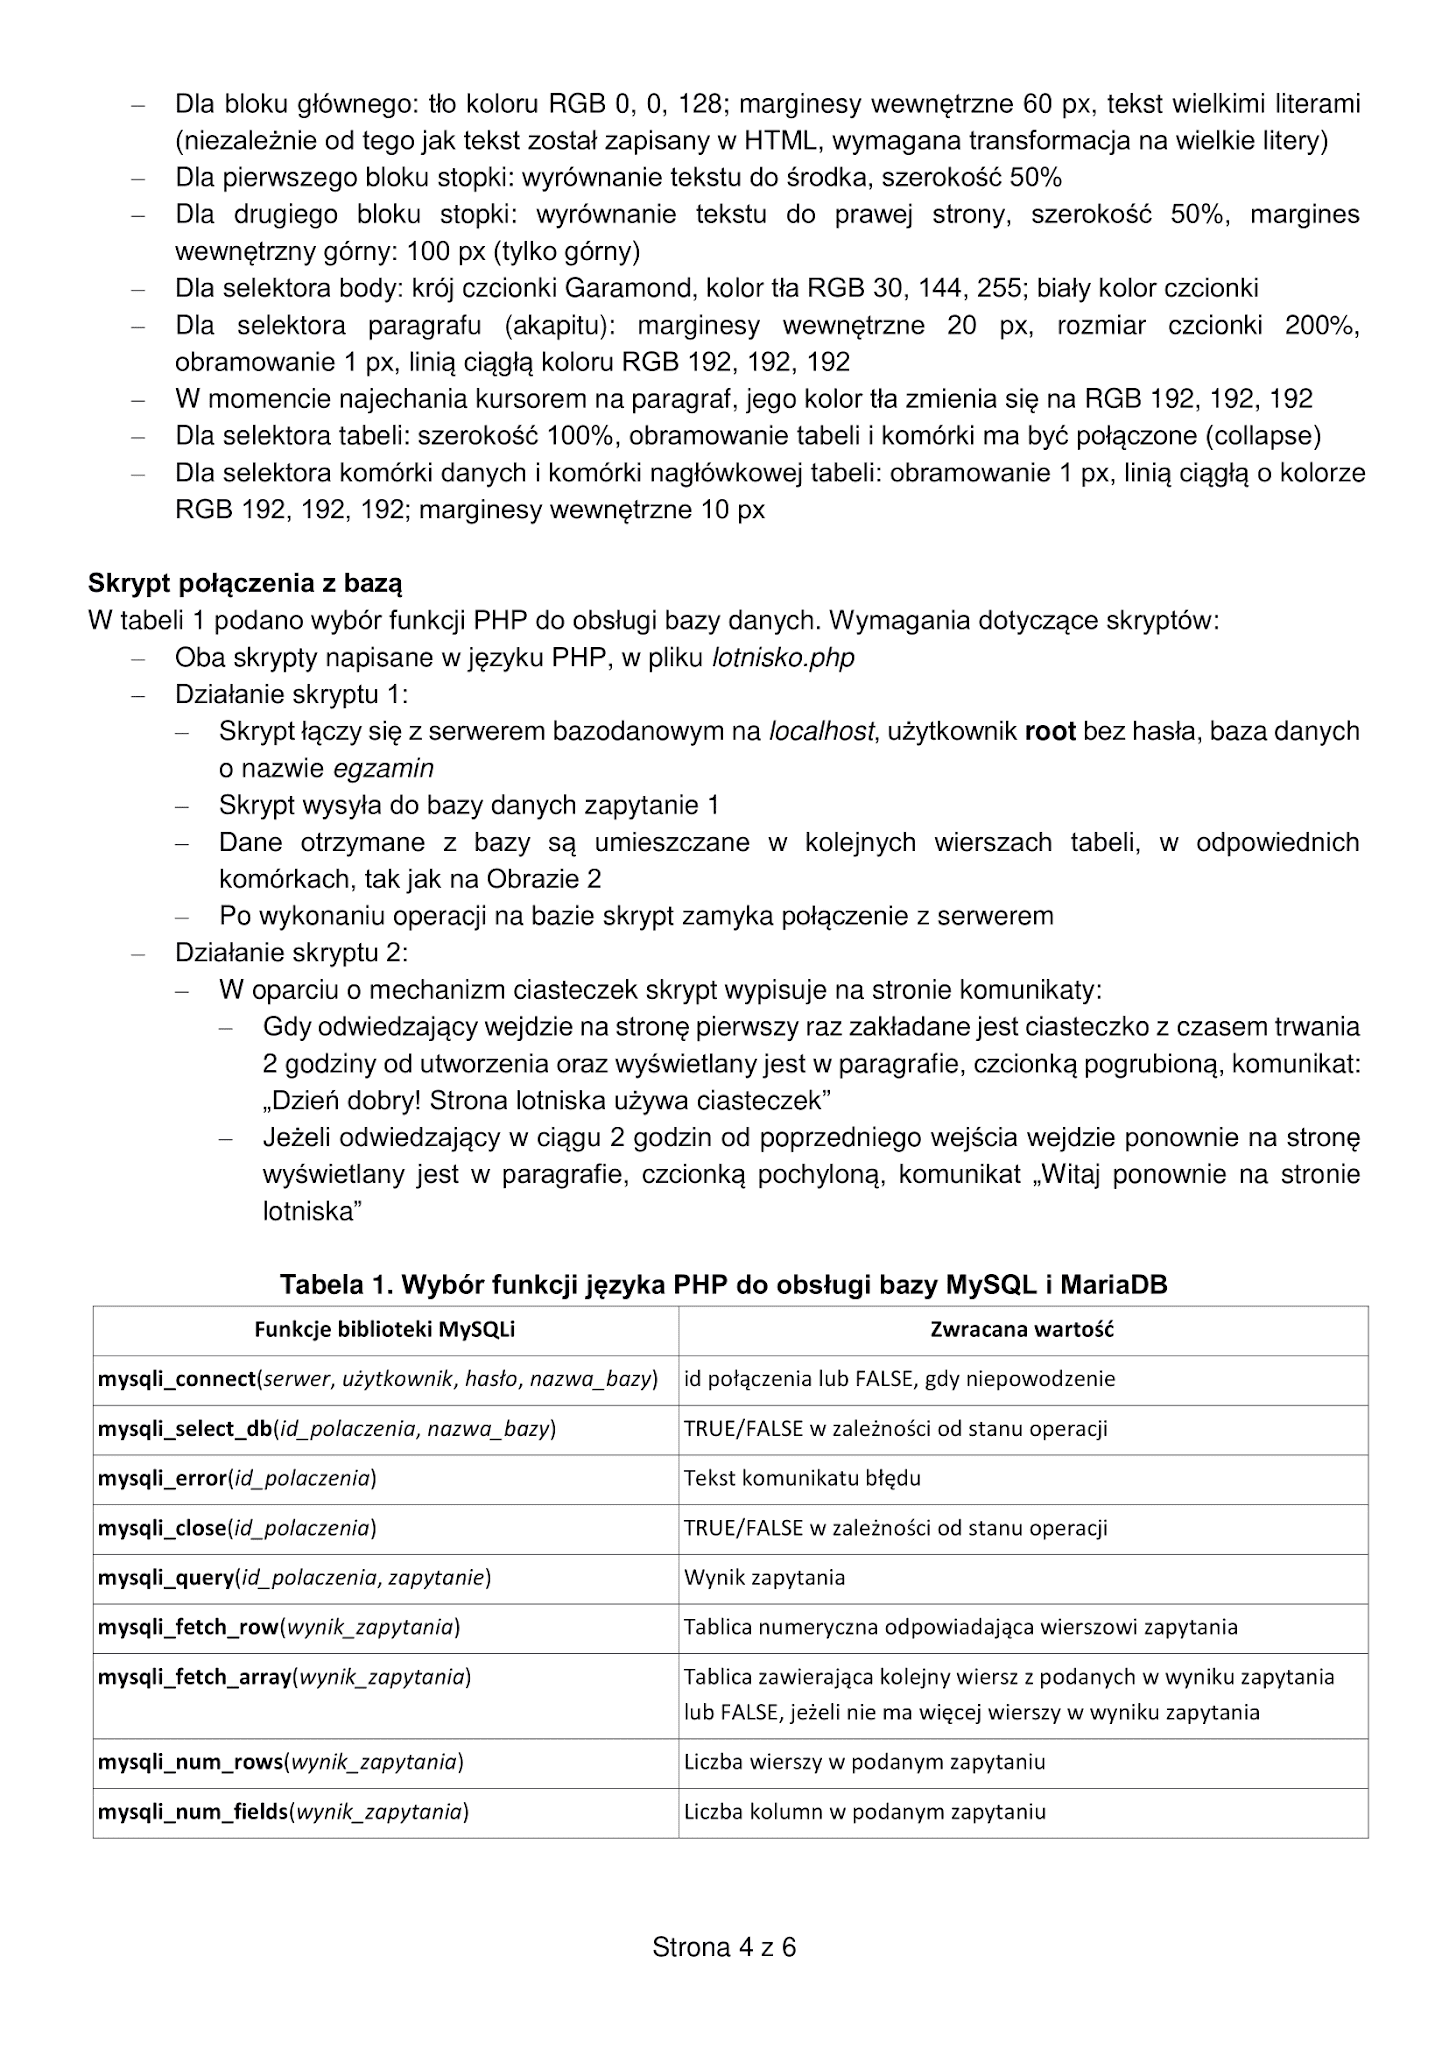 – Dla bloku głównego: tło koloru RGB 0, 0, 128; marginesy wewnętrzne 60 px, tekst wielkimi literami
(niezależnie od tego jak tekst został zapisany w HTML, wymagana transformacja na wielkie litery)
– Dla pierwszego bloku stopki: wyrównanie tekstu do środka, szerokość 50%
– Dla drugiego bloku stopki: wyrównanie tekstu do prawej strony, szerokość 50%, margines
wewnętrzny górny: 100 px (tylko górny)
– Dla selektora body: krój czcionki Garamond, kolor tła RGB 30, 144, 255; biały kolor czcionki
– Dla selektora paragrafu (akapitu): marginesy wewnętrzne 20 px, rozmiar czcionki 200%,
obramowanie 1 px, linią ciągłą koloru RGB 192, 192, 192
– W momencie najechania kursorem na paragraf, jego kolor tła zmienia się na RGB 192, 192, 192
– Dla selektora tabeli: szerokość 100%, obramowanie tabeli i komórki ma być połączone (collapse)
– Dla selektora komórki danych i komórki nagłówkowej tabeli: obramowanie 1 px, linią ciągłą o kolorze
RGB 192, 192, 192; marginesy wewnętrzne 10 px
Skrypt połączenia z bazą
W tabeli 1 podano wybór funkcji PHP do obsługi bazy danych. Wymagania dotyczące skryptów:
– Oba skrypty napisane w języku PHP, w pliku lotnisko.php
– Działanie skryptu 1:
– Skrypt łączy się z serwerem bazodanowym na localhost, użytkownik root bez hasła, baza danych
o nazwie egzamin
– Skrypt wysyła do bazy danych zapytanie 1
– Dane otrzymane z bazy są umieszczane w kolejnych wierszach tabeli, w odpowiednich
komórkach, tak jak na Obrazie 2
– Po wykonaniu operacji na bazie skrypt zamyka połączenie z serwerem
– Działanie skryptu 2:
– W oparciu o mechanizm ciasteczek skrypt wypisuje na stronie komunikaty:
– Gdy odwiedzający wejdzie na stronę pierwszy raz zakładane jest ciasteczko z czasem trwania
2 godziny od utworzenia oraz wyświetlany jest w paragrafie, czcionką pogrubioną, komunikat:
„Dzień dobry! Strona lotniska używa ciasteczek”
– Jeżeli odwiedzający w ciągu 2 godzin od poprzedniego wejścia wejdzie ponownie na stronę
wyświetlany jest w paragrafie, czcionką pochyloną, komunikat „Witaj ponownie na stronie
lotniska”
Tabela 1. Wybór funkcji języka PHP do obsługi bazy MySQL i MariaDB
Funkcje biblioteki MySQLi Zwracana wartość
mysqli_connect(serwer, użytkownik, hasło, nazwa_bazy) id połączenia lub FALSE, gdy niepowodzenie
mysqli_select_db(id_polaczenia, nazwa_bazy) TRUE/FALSE w zależności od stanu operacji
mysqli_error(id_polaczenia) Tekst komunikatu błędu
mysqli_close(id_polaczenia) TRUE/FALSE w zależności od stanu operacji
mysqli_query(id_polaczenia, zapytanie) Wynik zapytania
mysqli_fetch_row(wynik_zapytania) Tablica numeryczna odpowiadająca wierszowi zapytania
mysqli_fetch_array(wynik_zapytania) Tablica zawierająca kolejny wiersz z podanych w wyniku zapytania
lub FALSE, jeżeli nie ma więcej wierszy w wyniku zapytania
mysqli_num_rows(wynik_zapytania) Liczba wierszy w podanym zapytaniu
mysqli_num_fields(wynik_zapytania) Liczba kolumn w podanym zapytaniu
Strona 4 z 6